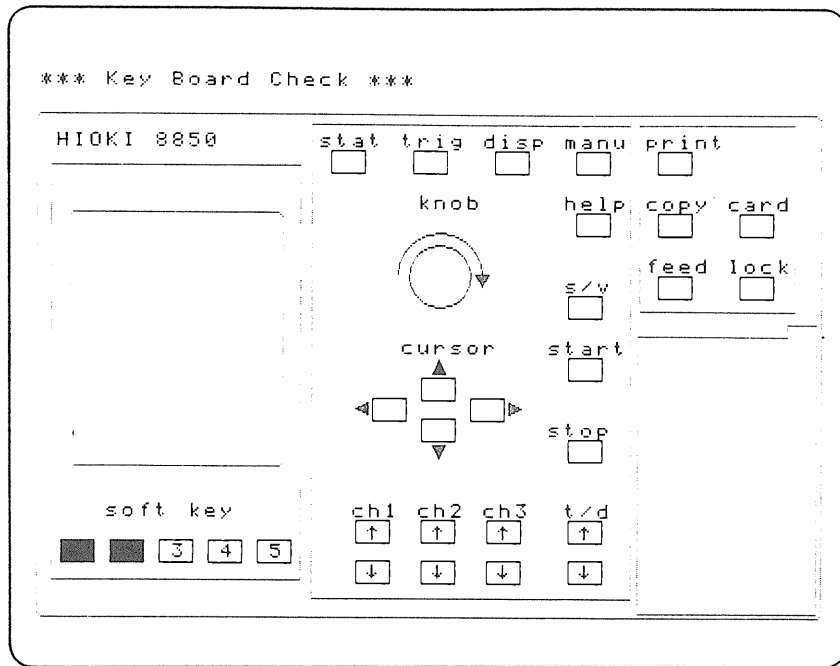 *** Key Board Check ***
HIOKI 8850
stat trig disp manu print
knob help copy card
feed lock
s/v
cursor start
stop
soft key
ch1 ch2 ch3 t/d
↑ ↑ ↑ ↑
3 4 5
↓ ↓ ↓ ↓